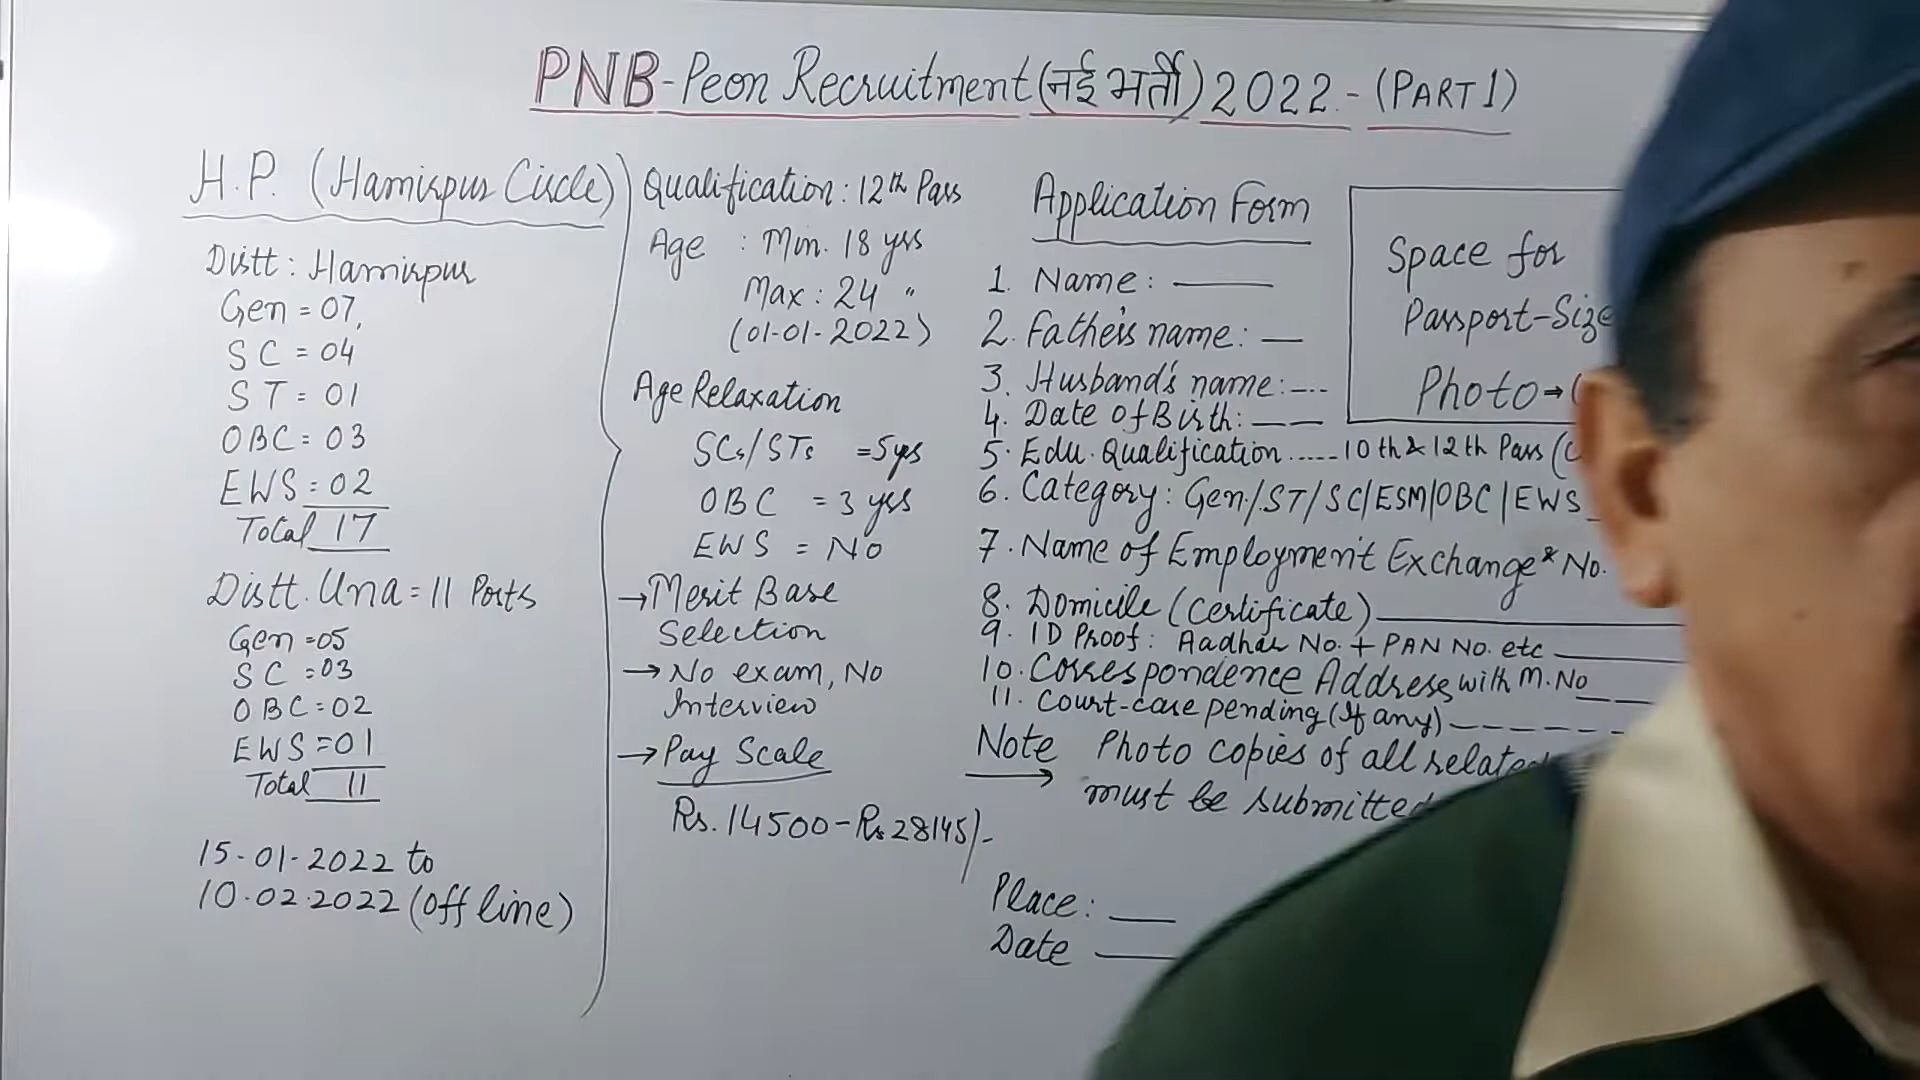 PNB-Peon Recruitment (नई भर्ती) 2022 - (PART 1)
H.P. (Hamirpur Circle)
Distt : Hamirpur
Gen = 07,
SC = 04
ST = 01
OBC = 03
EWS = 02
Total 17
Distt. Una = 11 Posts
Gen = 05
SC = 03
OBC = 02
EWS = 01
Total 11
15-01-2022 to
10.02.2022 (Off line)
Qualification : 12th Pass
Age : Min. 18 yrs
Max : 24 "
(01-01-2022)
Age Relaxation
SCs/STs = 5 yrs
OBC = 3 yrs
EWS = No
→ Merit Base
Selection
→ No exam, No
Interview
→ Pay Scale
Rs. 14500 - Rs 28145/-
Application Form
1. Name : ——
2. Father's name : —
3. Husband's name : ---
4. Date of Birth : — —
5. Edu. Qualification ..... 10 th & 12 th Pass (
6. Category : Gen/ST/SC/ESM/OBC/EWS
7. Name of Employment Exchange & No.
8. Domicile (Certificate) ——
9. ID Proof : Aadhar No. + PAN No. etc ——
10. Correspondence Address with M. No — —
11. Court-case pending (If any) — — — — —
Note Photo copies of all related
→ must be submitted
Place : ——
Date ——
Space for
Passport-Size
Photo →